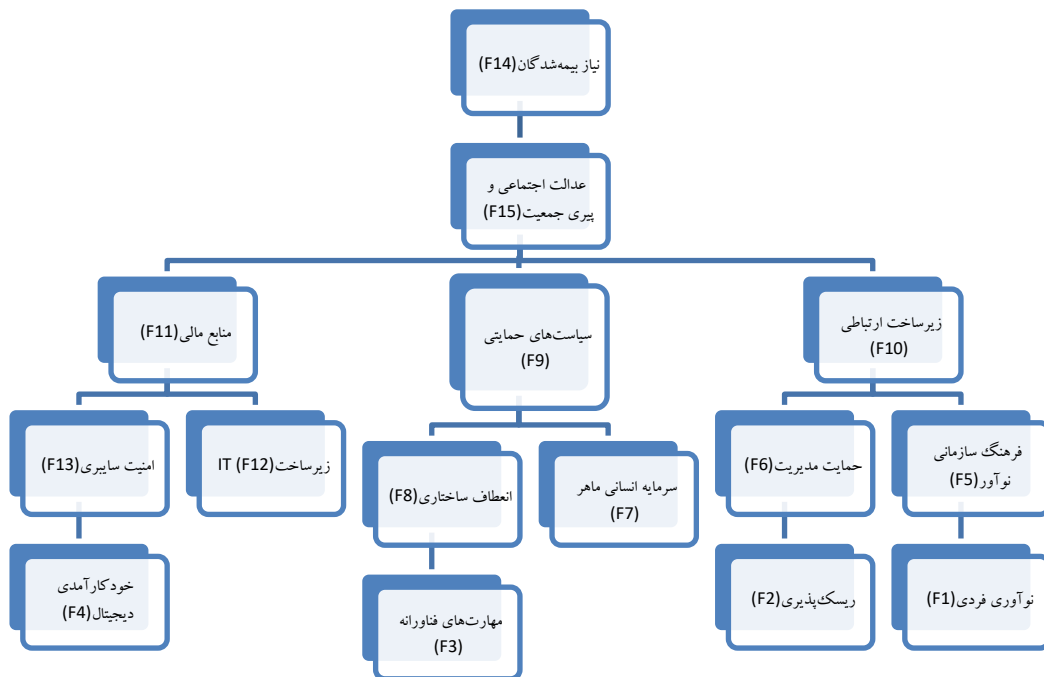 نیاز بیمه‌شدگان(F14)
عدالت اجتماعی و
پیری جمعیت(F15)
زیرساخت ارتباطی
(F10)
سیاست‌های حمایتی
(F9)
منابع مالی(F11)
فرهنگ سازمانی
نوآور(F5)
حمایت مدیریت(F6)
سرمایه انسانی ماهر
(F7)
انعطاف ساختاری(F8)
زیرساخت IT (F12)
امنیت سایبری(F13)
نوآوری فردی(F1)
ریسک‌پذیری(F2)
مهارت‌های فناورانه
(F3)
خودکارآمدی
دیجیتال(F4)